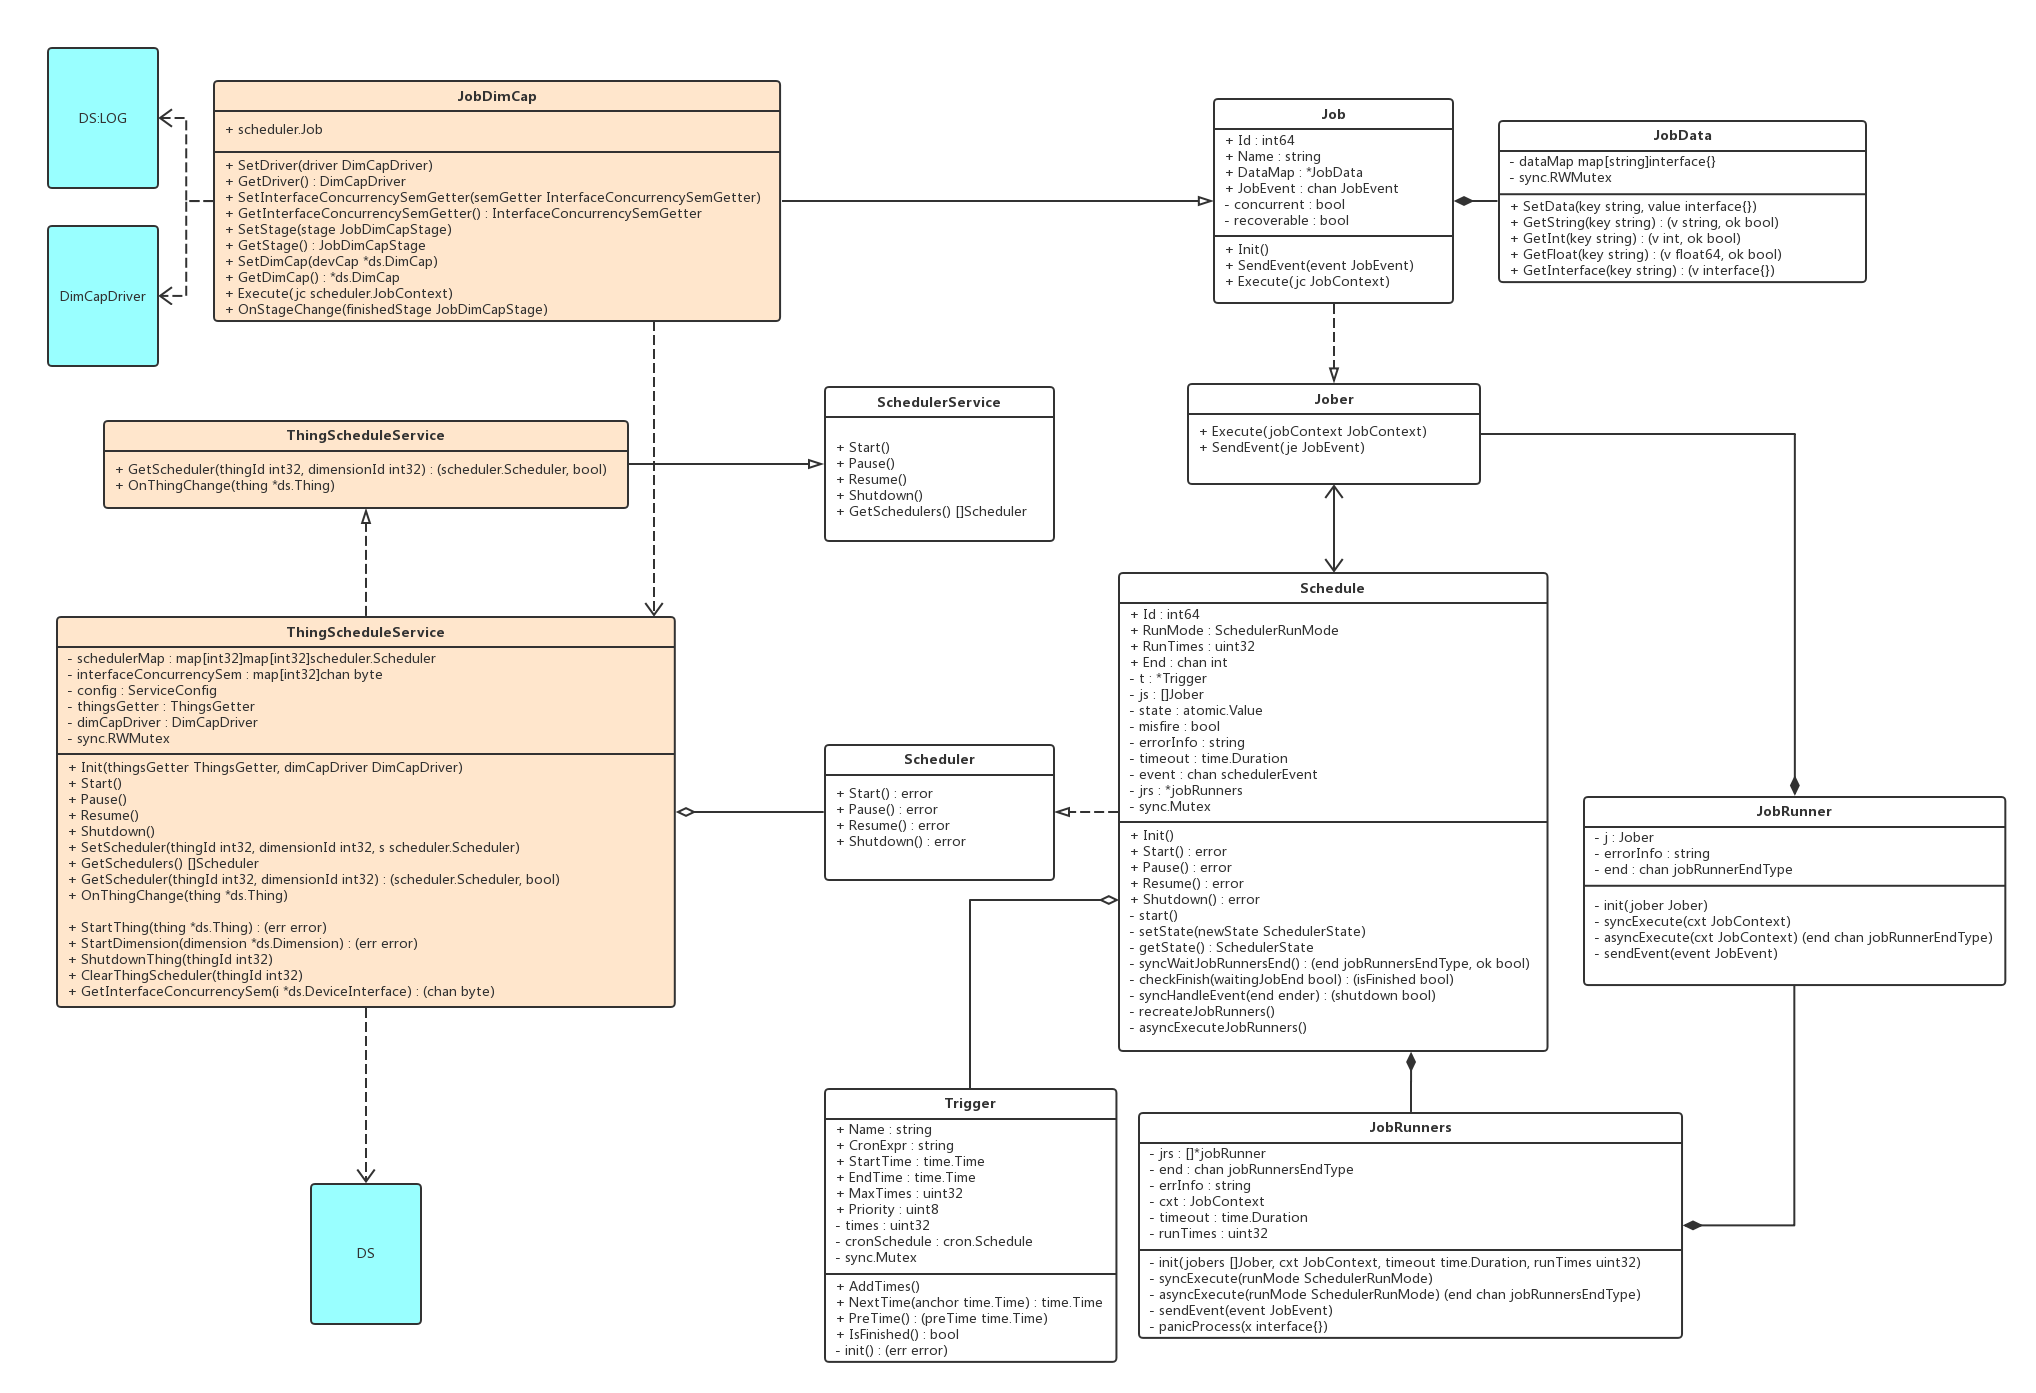 DS:LOG
DimCapDriver
JobDimCap
+ scheduler.Job
+ SetDriver(driver DimCapDriver)
+ GetDriver() : DimCapDriver
+ SetInterfaceConcurrencySemGetter(semGetter InterfaceConcurrencySemGetter)
+ GetInterfaceConcurrencySemGetter() : InterfaceConcurrencySemGetter
+ SetStage(stage JobDimCapStage)
+ GetStage() : JobDimCapStage
+ SetDimCap(devCap *ds.DimCap)
+ GetDimCap() : *ds.DimCap
+ Execute(jc scheduler.JobContext)
+ OnStageChange(finishedStage JobDimCapStage)
Job
+ Id : int64
+ Name : string
+ DataMap : *JobData
+ JobEvent : chan JobEvent
- concurrent : bool
- recoverable : bool
+ Init()
+ SendEvent(event JobEvent)
+ Execute(jc JobContext)
JobData
- dataMap map[string]interface{}
- sync.RWMutex
+ SetData(key string, value interface{})
+ GetString(key string) : (v string, ok bool)
+ GetInt(key string) : (v int, ok bool)
+ GetFloat(key string) : (v float64, ok bool)
+ GetInterface(key string) : (v interface{})
ThingScheduleService
+ GetScheduler(thingId int32, dimensionId int32) : (scheduler.Scheduler, bool)
+ OnThingChange(thing *ds.Thing)
SchedulerService
+ Start()
+ Pause()
+ Resume()
+ Shutdown()
+ GetSchedulers() []Scheduler
Jober
+ Execute(jobContext JobContext)
+ SendEvent(je JobEvent)
ThingScheduleService
- schedulerMap : map[int32]map[int32]scheduler.Scheduler
- interfaceConcurrencySem : map[int32]chan byte
- config : ServiceConfig
- thingsGetter : ThingsGetter
- dimCapDriver : DimCapDriver
- sync.RWMutex
+ Init(thingsGetter ThingsGetter, dimCapDriver DimCapDriver)
+ Start()
+ Pause()
+ Resume()
+ Shutdown()
+ SetScheduler(thingId int32, dimensionId int32, s scheduler.Scheduler)
+ GetSchedulers() []Scheduler
+ GetScheduler(thingId int32, dimensionId int32) : (scheduler.Scheduler, bool)
+ OnThingChange(thing *ds.Thing)
+ StartThing(thing *ds.Thing) : (err error)
+ StartDimension(dimension *ds.Dimension) : (err error)
+ ShutdownThing(thingId int32)
+ ClearThingScheduler(thingId int32)
+ GetInterfaceConcurrencySem(i *ds.DeviceInterface) : (chan byte)
Scheduler
+ Start() : error
+ Pause() : error
+ Resume() : error
+ Shutdown() : error
Schedule
+ Id : int64
+ RunMode : SchedulerRunMode
+ RunTimes : uint32
+ End : chan int
- t : *Trigger
- js : []Jober
- state : atomic.Value
- misfire : bool
- errorInfo : string
- timeout : time.Duration
- event : chan schedulerEvent
- jrs : *jobRunners
- sync.Mutex
+ Init()
+ Start() : error
+ Pause() : error
+ Resume() : error
+ Shutdown() : error
- start()
- setState(newState SchedulerState)
- getState() : SchedulerState
- syncWaitJobRunnersEnd() : (end jobRunnersEndType, ok bool)
- checkFinish(waitingJobEnd bool) : (isFinished bool)
- syncHandleEvent(end ender) : (shutdown bool)
- recreateJobRunners()
- asyncExecuteJobRunners()
JobRunner
- j : Jober
- errorInfo : string
- end : chan jobRunnerEndType
- init(jober Jober)
- syncExecute(cxt JobContext)
- asyncExecute(cxt JobContext) (end chan jobRunnerEndType)
- sendEvent(event JobEvent)
DS
Trigger
+ Name : string
+ CronExpr : string
+ StartTime : time.Time
+ EndTime : time.Time
+ MaxTimes : uint32
+ Priority : uint8
- times : uint32
- cronSchedule : cron.Schedule
- sync.Mutex
+ AddTimes()
+ NextTime(anchor time.Time) : time.Time
+ PreTime() : (preTime time.Time)
+ IsFinished() : bool
- init() : (err error)
JobRunners
- jrs : []*jobRunner
- end : chan jobRunnersEndType
- errInfo : string
- cxt : JobContext
- timeout : time.Duration
- runTimes : uint32
- init(jobers []Jober, cxt JobContext, timeout time.Duration, runTimes uint32)
- syncExecute(runMode SchedulerRunMode)
- asyncExecute(runMode SchedulerRunMode) (end chan jobRunnersEndType)
- sendEvent(event JobEvent)
- panicProcess(x interface{})